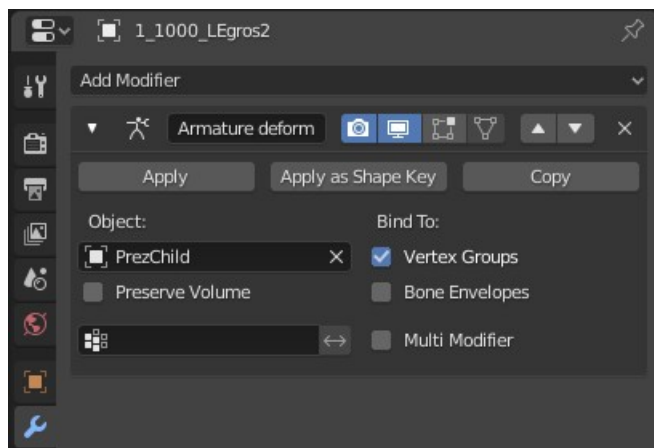 1_1000_LEgros2
Add Modifier
Armature deform
Apply Apply as Shape Key Copy
Object: Bind To:
PrezChild Vertex Groups
Preserve Volume Bone Envelopes
Multi Modifier